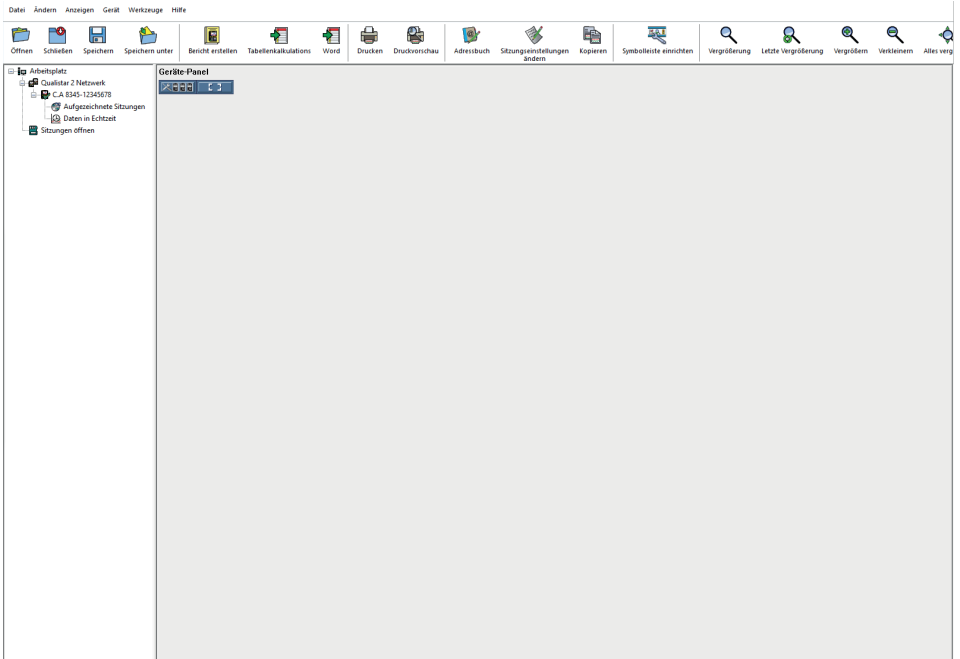 Datei Ändern Anzeigen Gerät Werkzeuge Hilfe
Öffnen Schließen Speichern Speichern unter Bericht erstellen Tabellenkalkulations Word Drucken Druckvorschau Adressbuch Sitzungseinstellungen ändern Kopieren Symbolleiste einrichten Vergrößerung Letzte Vergrößerung Vergrößern Verkleinern Alles verg
Arbeitsplatz
Qualistar 2 Netzwerk
C.A 8345-12345678
Aufgezeichnete Sitzungen
Daten in Echtzeit
Sitzungen öffnen
Geräte-Panel